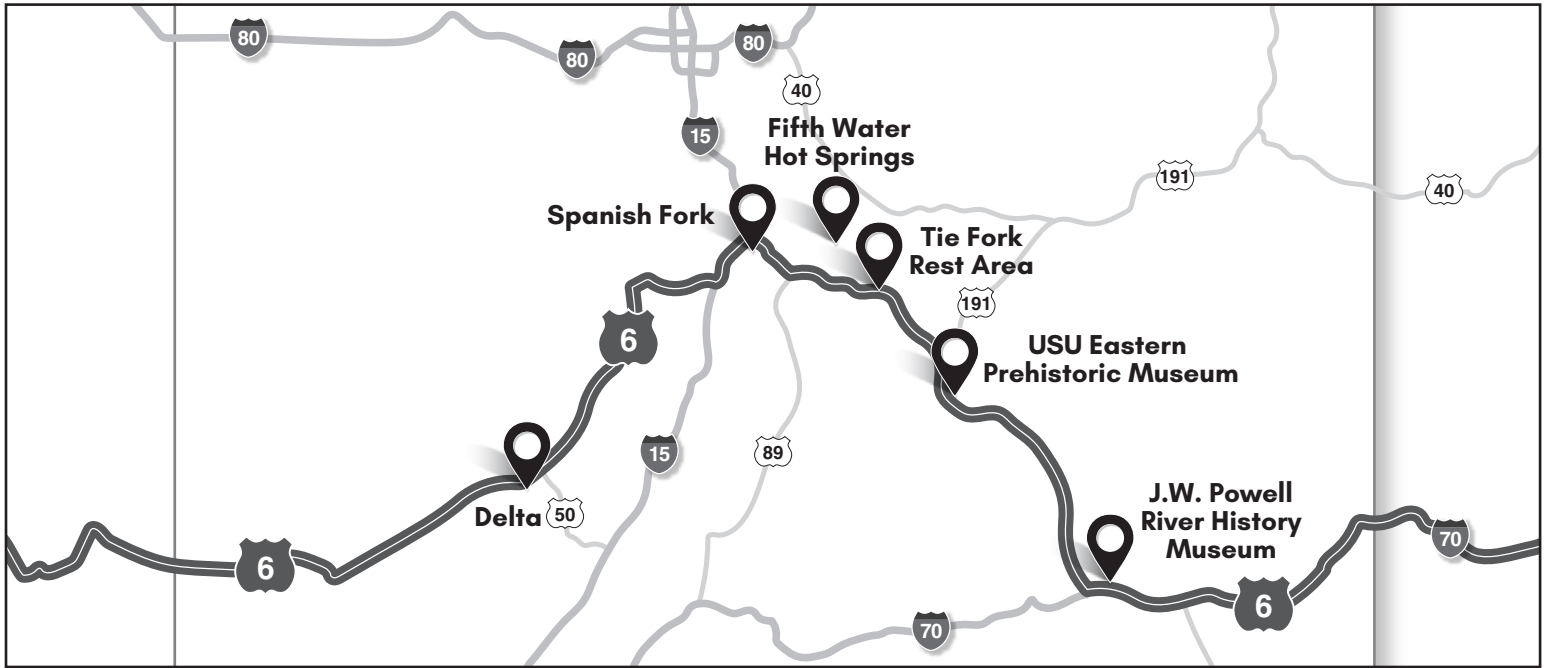 80
80
80
40
15
Fifth Water
Hot Springs
191
40
Spanish Fork
Tie Fork
Rest Area
191
6
USU Eastern
Prehistoric Museum
15
89
Delta
50
J.W. Powell
River History
Museum
70
6
6
70